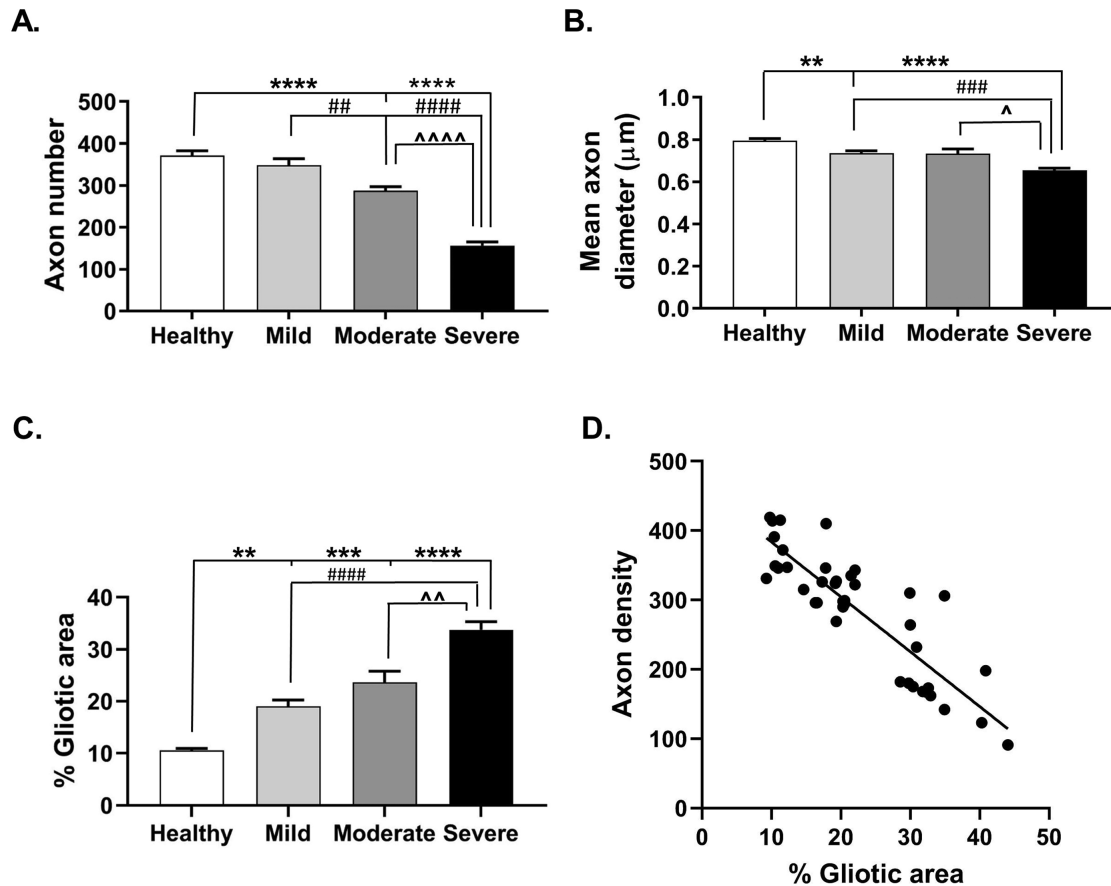 A.
**** ****
## ####
^^^^
500
400
300
200
100
0
Axon number
Healthy Mild Moderate Severe
B.
** ****
###
^
1.0
0.8
0.6
0.4
0.2
0.0
Mean axon
diameter (μm)
Healthy Mild Moderate Severe
C.
** *** ****
####
^^
40
30
20
10
0
% Gliotic area
Healthy Mild Moderate Severe
D.
500
400
300
200
100
0
Axon density
0 10 20 30 40 50
% Gliotic area